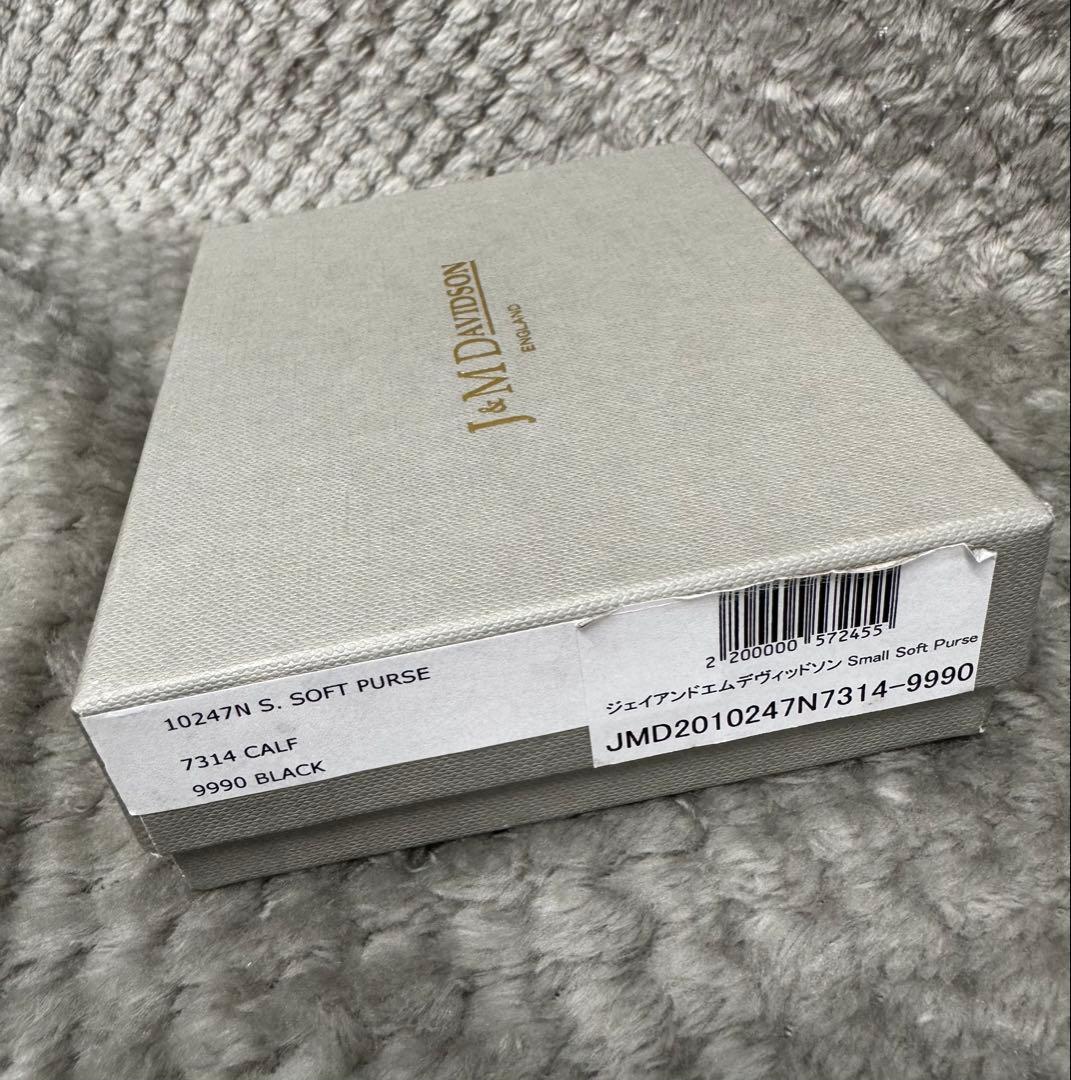 J & M DAVIDSON
ENGLAND
10247N S. SOFT PURSE
7314 CALF
9990 BLACK
2 200000 572455
ジェイアンドエムデヴィッドソン Small Soft Purse
JMD2010247N7314-9990